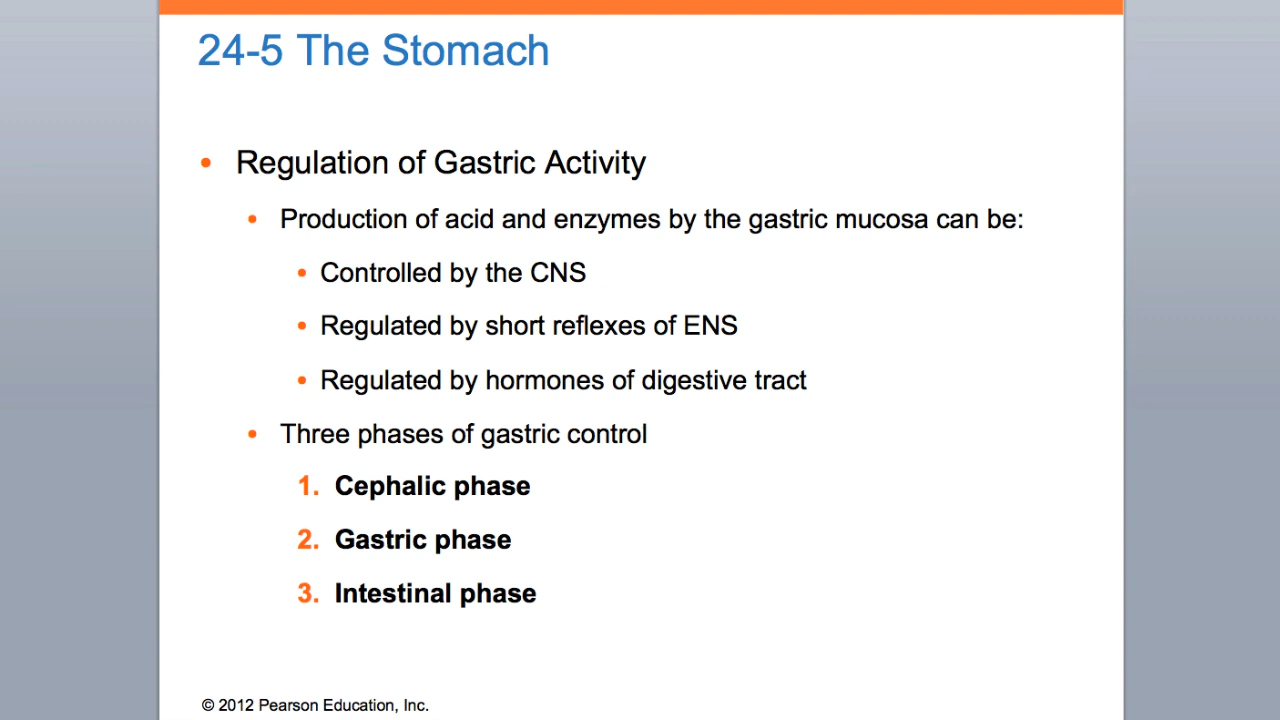 24-5 The Stomach
• Regulation of Gastric Activity
• Production of acid and enzymes by the gastric mucosa can be:
• Controlled by the CNS
• Regulated by short reflexes of ENS
• Regulated by hormones of digestive tract
• Three phases of gastric control
1. Cephalic phase
2. Gastric phase
3. Intestinal phase
© 2012 Pearson Education, Inc.